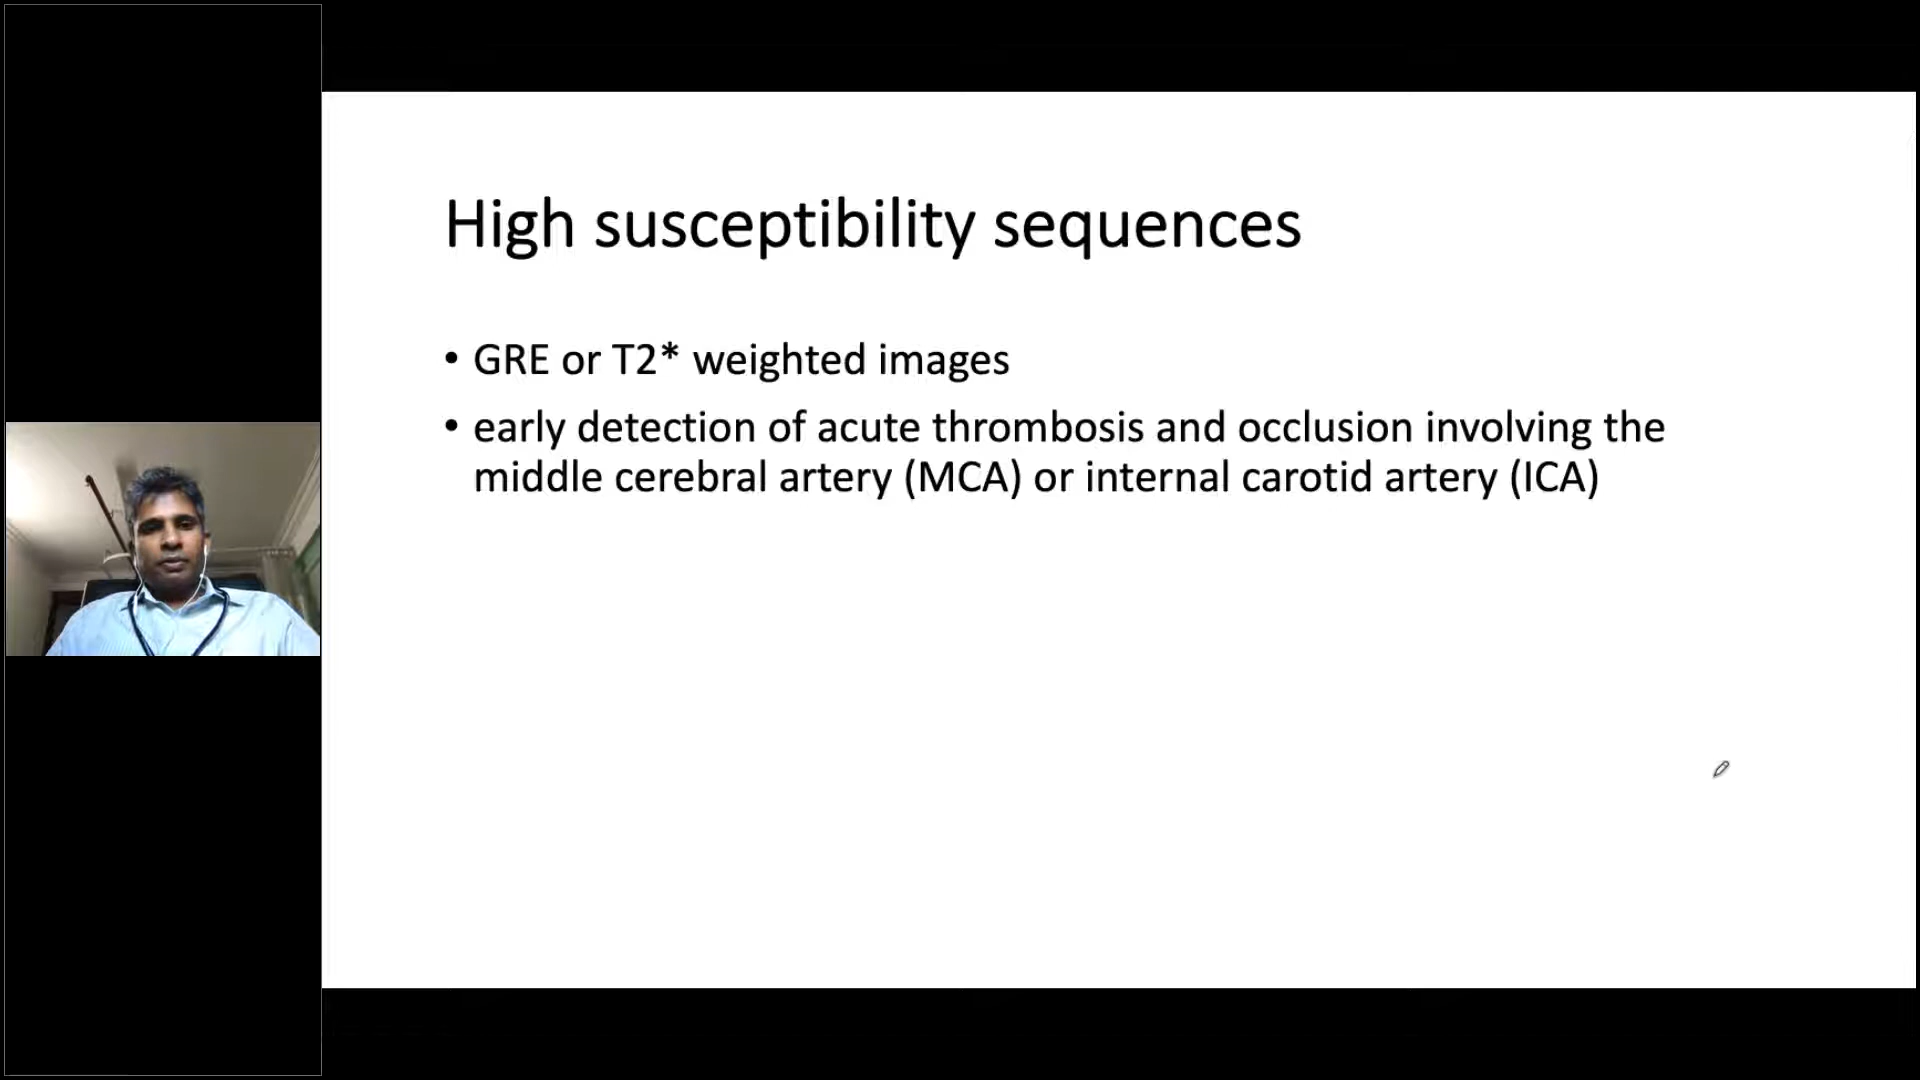 High susceptibility sequences
• GRE or T2* weighted images
• early detection of acute thrombosis and occlusion involving the
middle cerebral artery (MCA) or internal carotid artery (ICA)